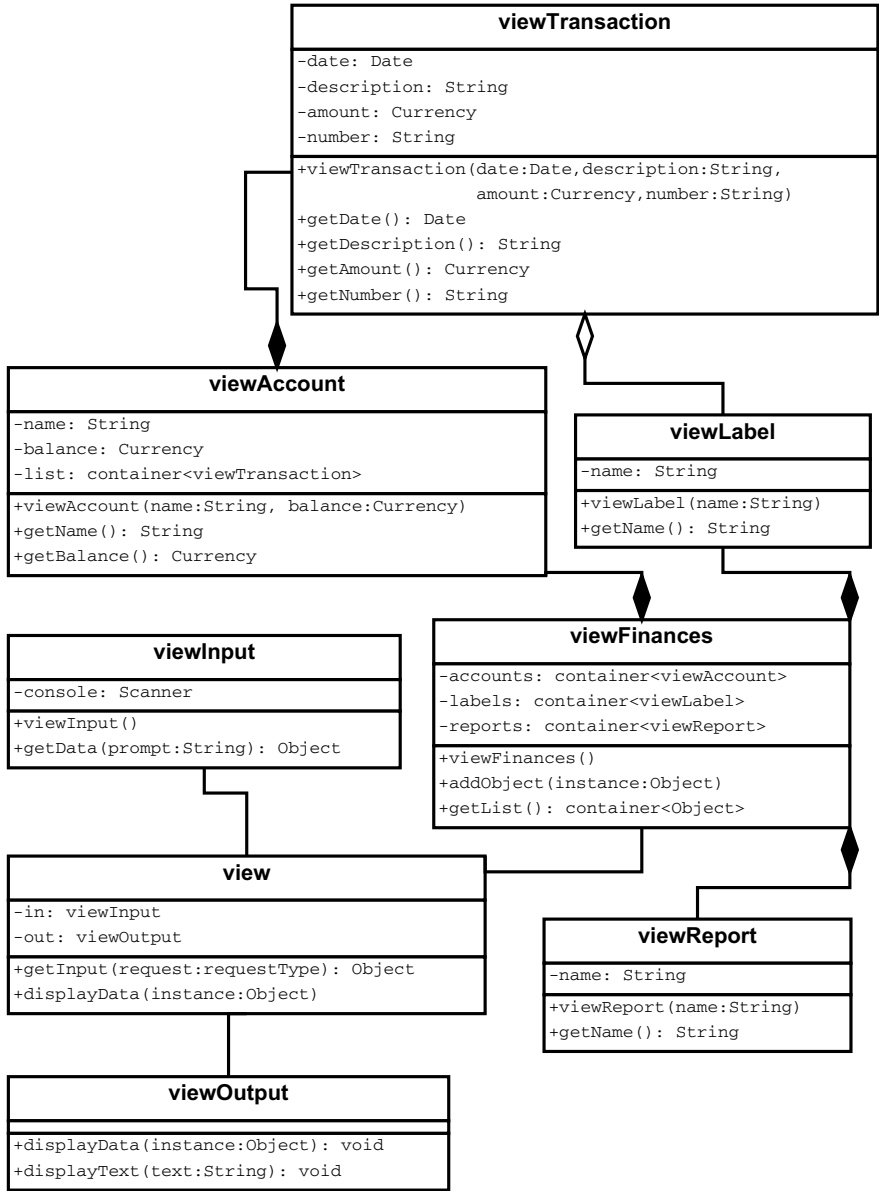 viewTransaction
-date: Date
-description: String
-amount: Currency
-number: String
+viewTransaction(date:Date,description:String,
amount:Currency,number:String)
+getDate(): Date
+getDescription(): String
+getAmount(): Currency
+getNumber(): String
viewAccount
-name: String
-balance: Currency
-list: container<viewTransaction>
+viewAccount(name:String, balance:Currency)
+getName(): String
+getBalance(): Currency
viewLabel
-name: String
+viewLabel(name:String)
+getName(): String
viewInput
-console: Scanner
+viewInput()
+getData(prompt:String): Object
viewFinances
-accounts: container<viewAccount>
-labels: container<viewLabel>
-reports: container<viewReport>
+viewFinances()
+addObject(instance:Object)
+getList(): container<Object>
view
-in: viewInput
-out: viewOutput
+getInput(request:requestType): Object
+displayData(instance:Object)
viewReport
-name: String
+viewReport(name:String)
+getName(): String
viewOutput
+displayData(instance:Object): void
+displayText(text:String): void